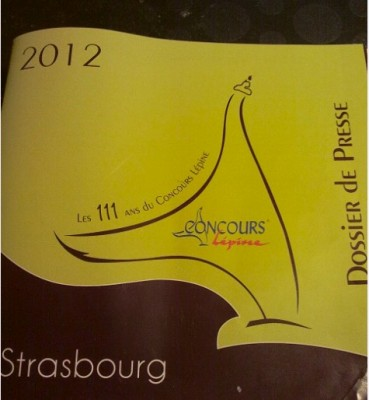 2012
Les 111 ans du Concours Lépine
CONCOURS
Lépine
Dossier de Presse
Strasbourg